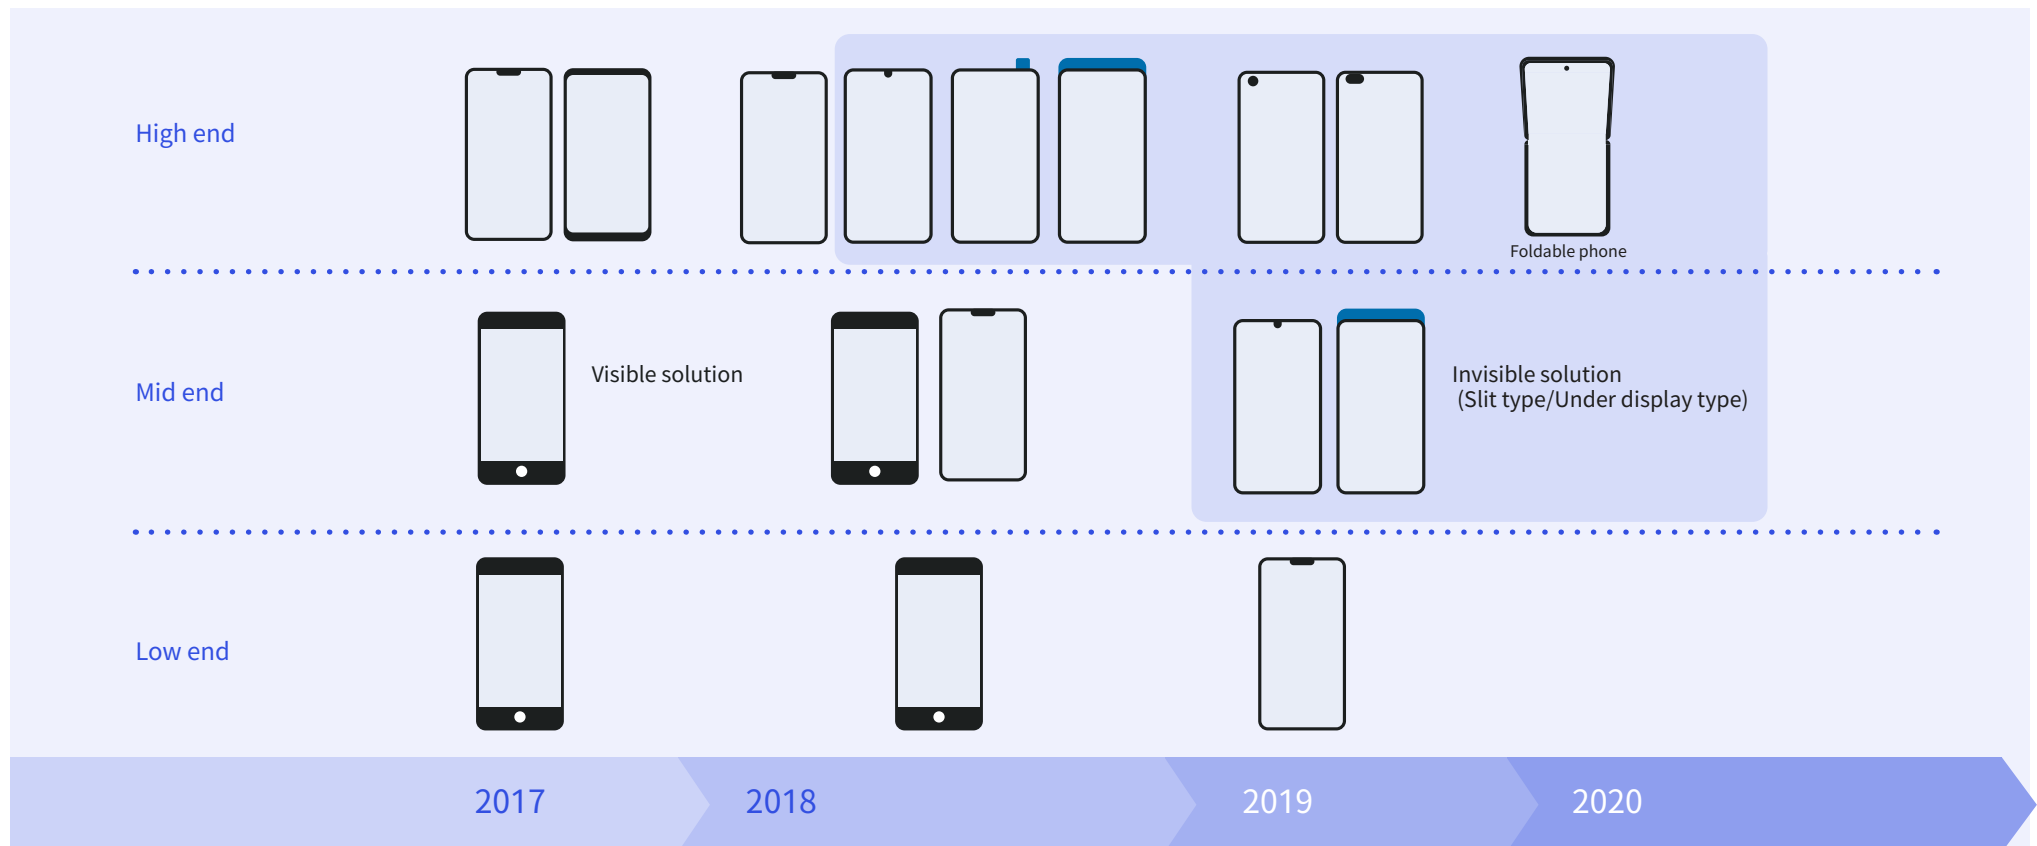 High end
Foldable phone
Mid end
Visible solution
Invisible solution
(Slit type/Under display type)
Low end
2017
2018
2019
2020